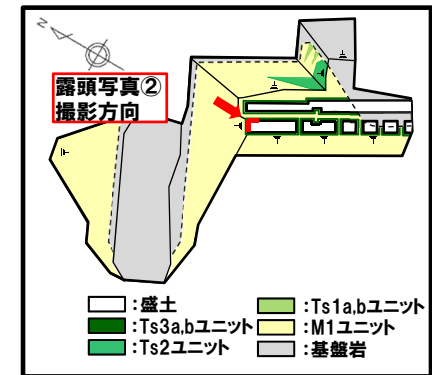 N
露頭写真②
撮影方向
:盛土
:Ts1a,bユニット
:Ts3a,bユニット
:M1ユニット
:Ts2ユニット
:基盤岩